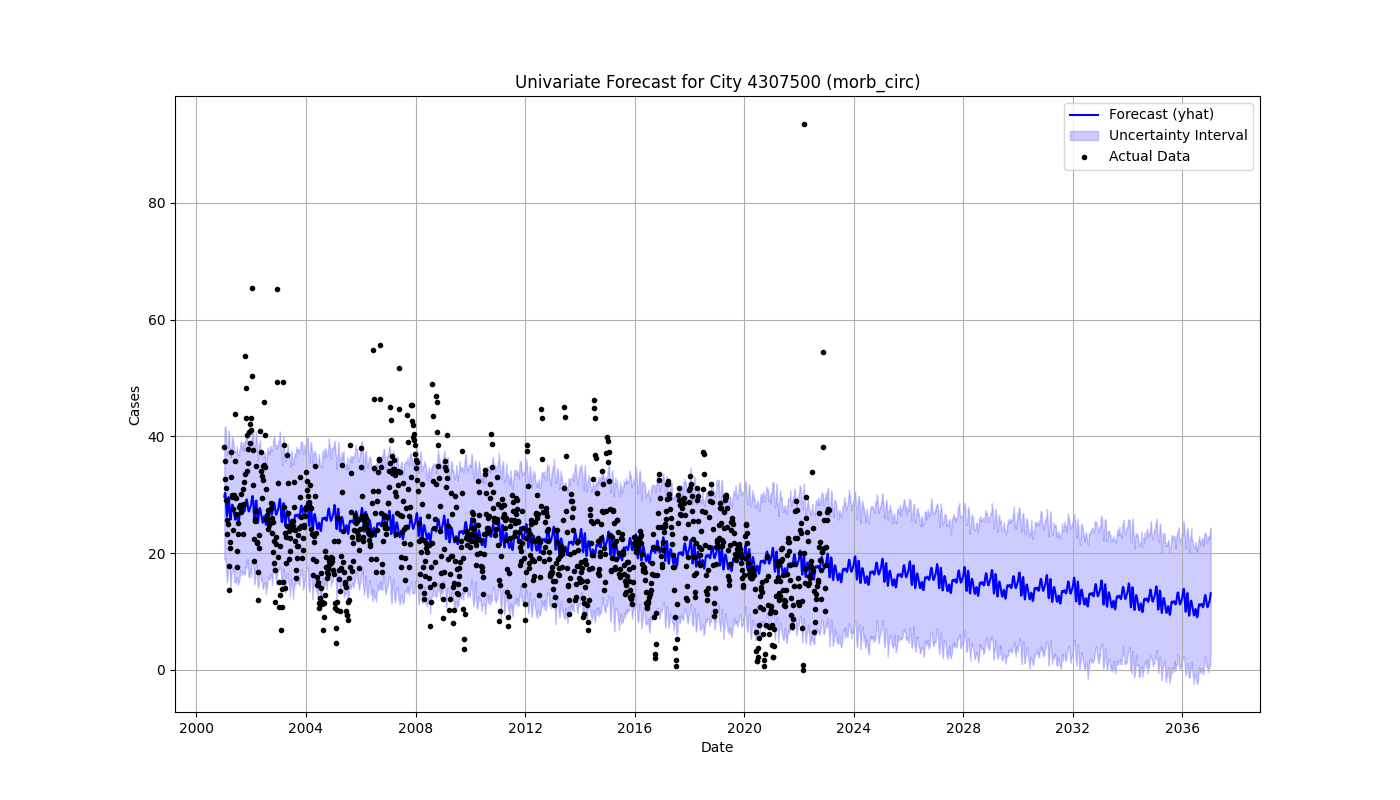 Univariate Forecast for City 4307500 (morb_circ)
Forecast (yhat)
Uncertainty Interval
Actual Data
Cases
80
60
40
20
0
2000 2004 2008 2012 2016 2020 2024 2028 2032 2036
Date